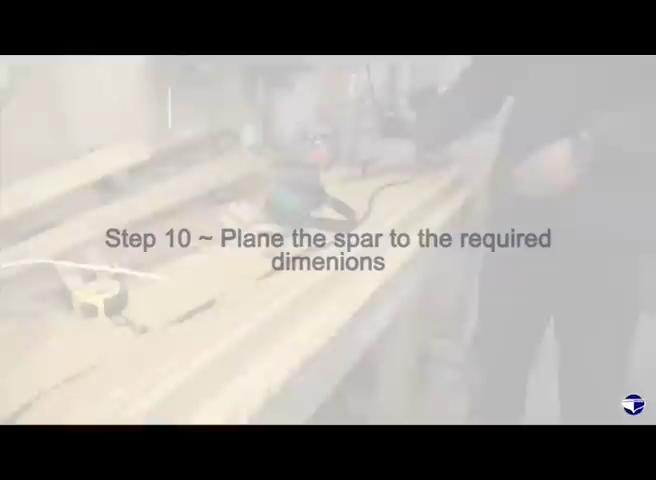 Step 10 ~ Plane the spar to the required
dimenions